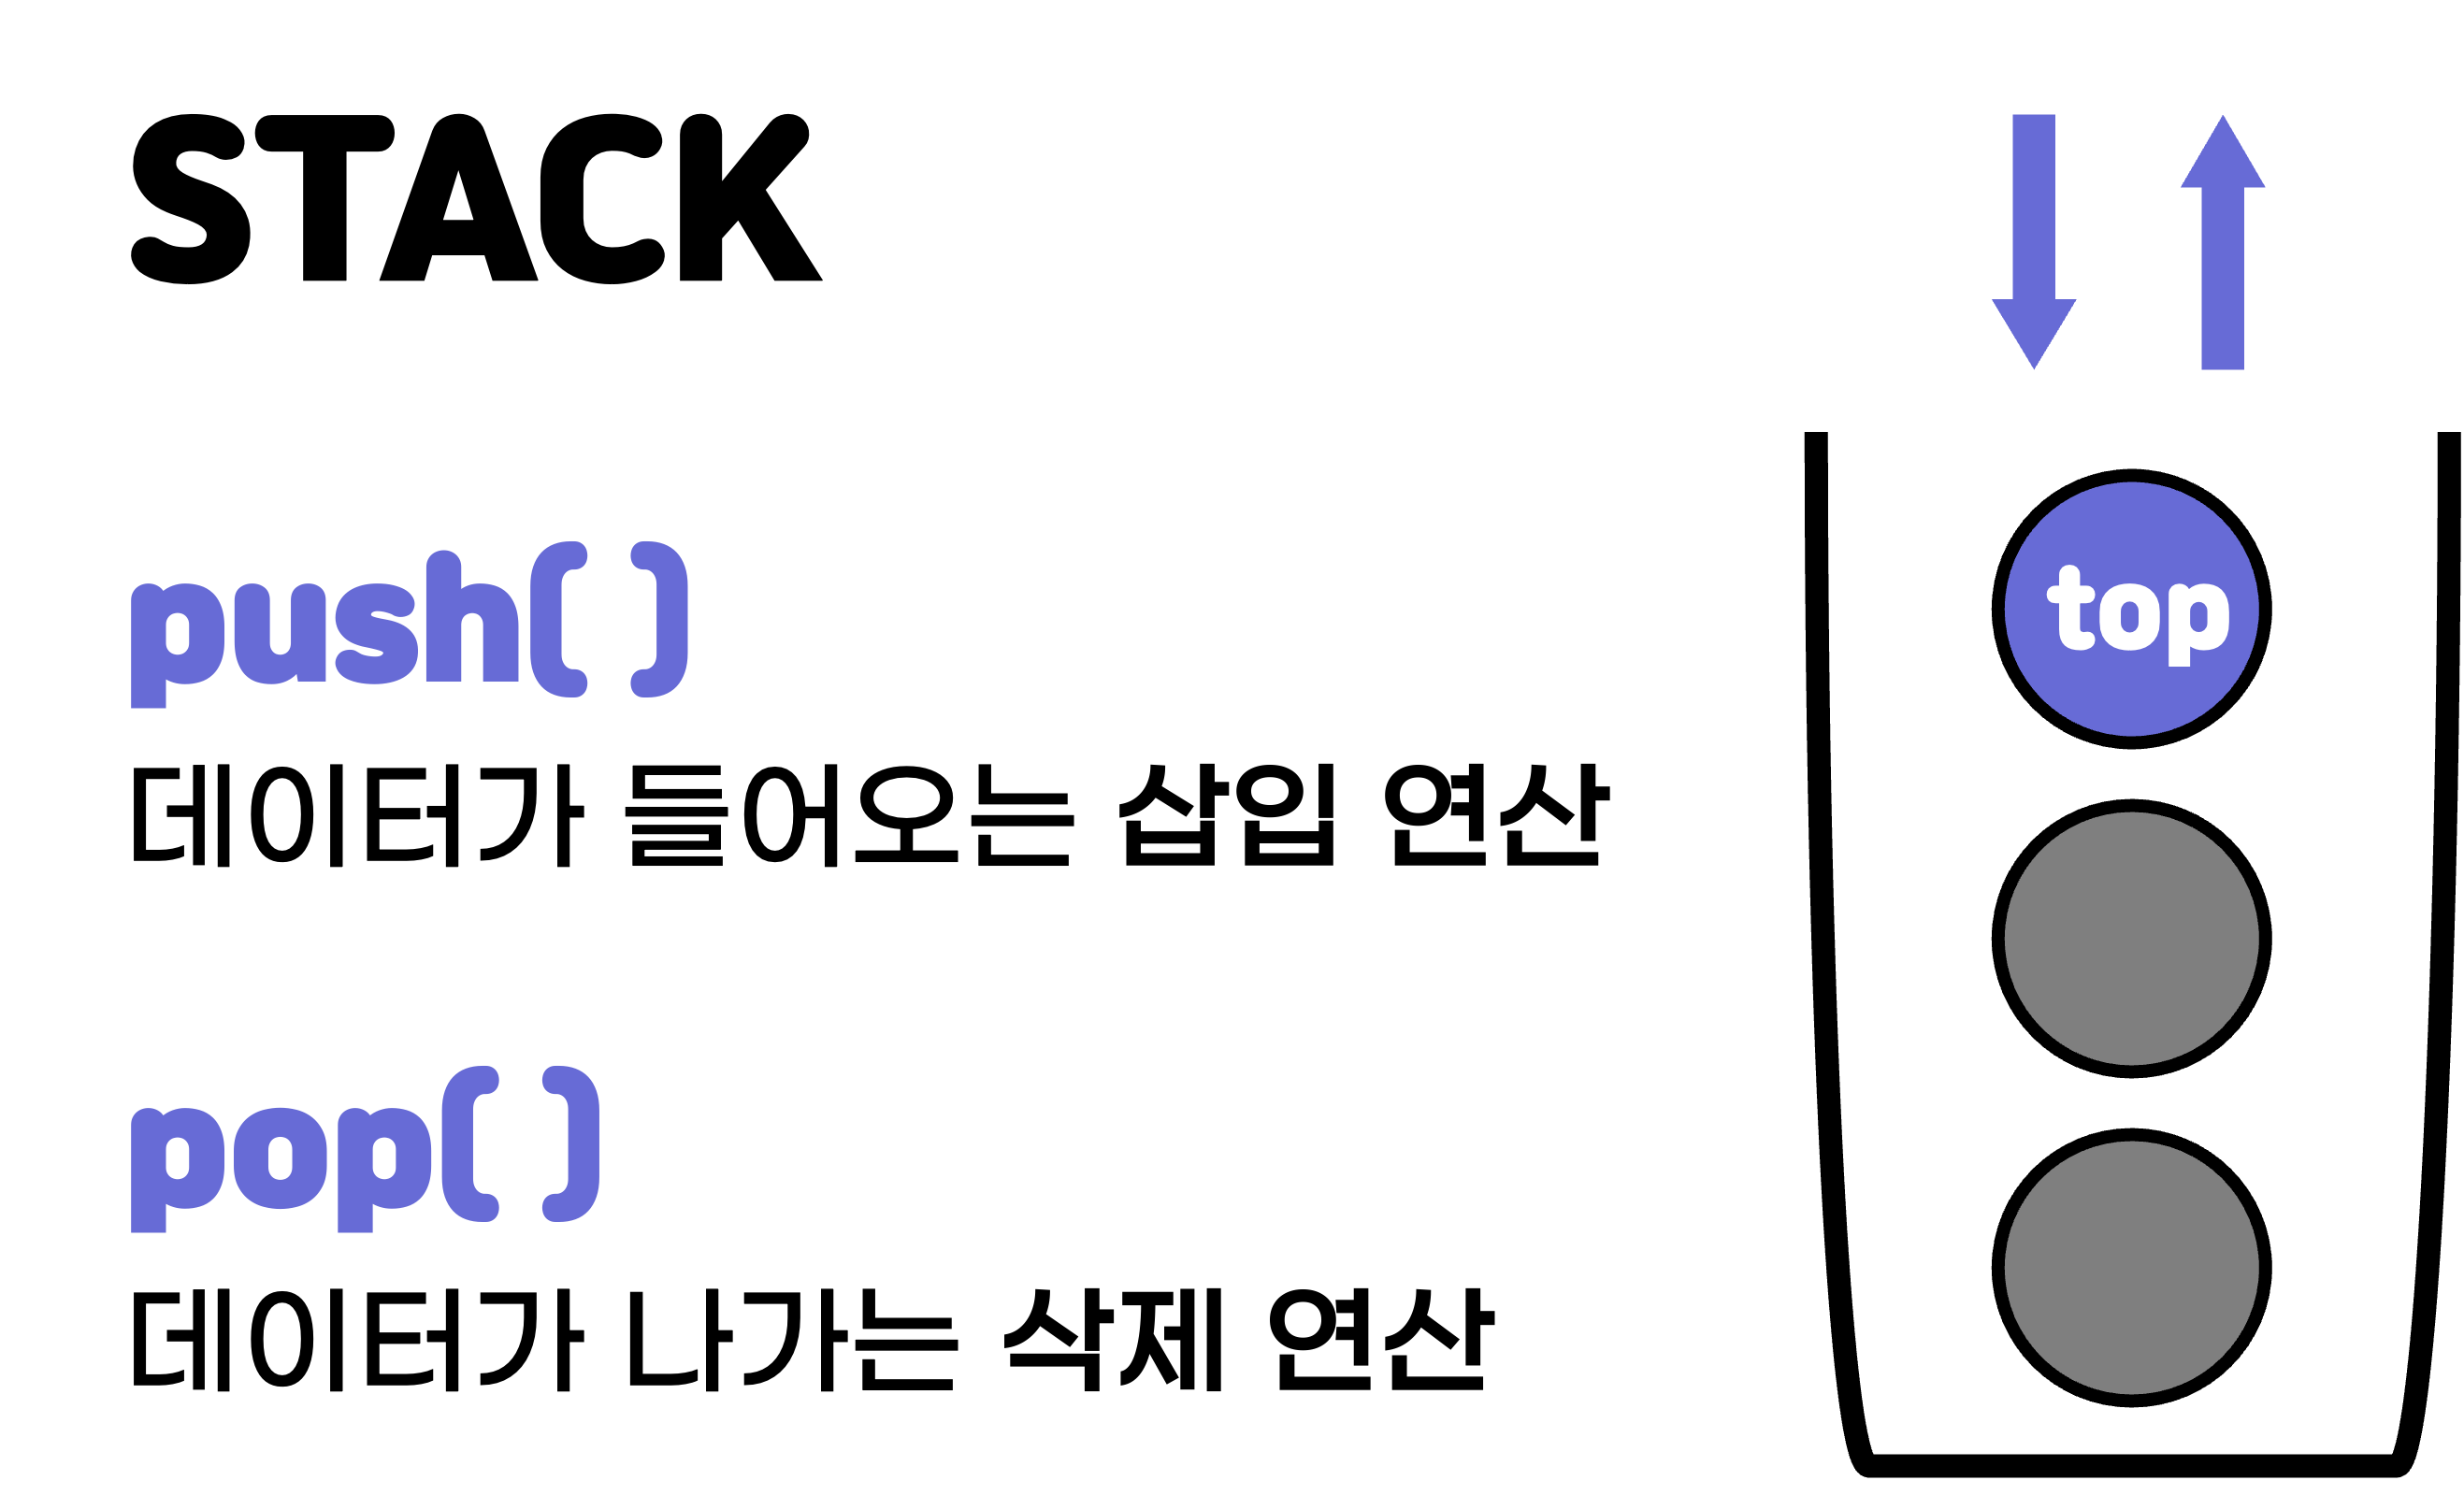 STACK
push( )
데이터가 들어오는 삽입 연산
pop( )
데이터가 나가는 삭제 연산
top